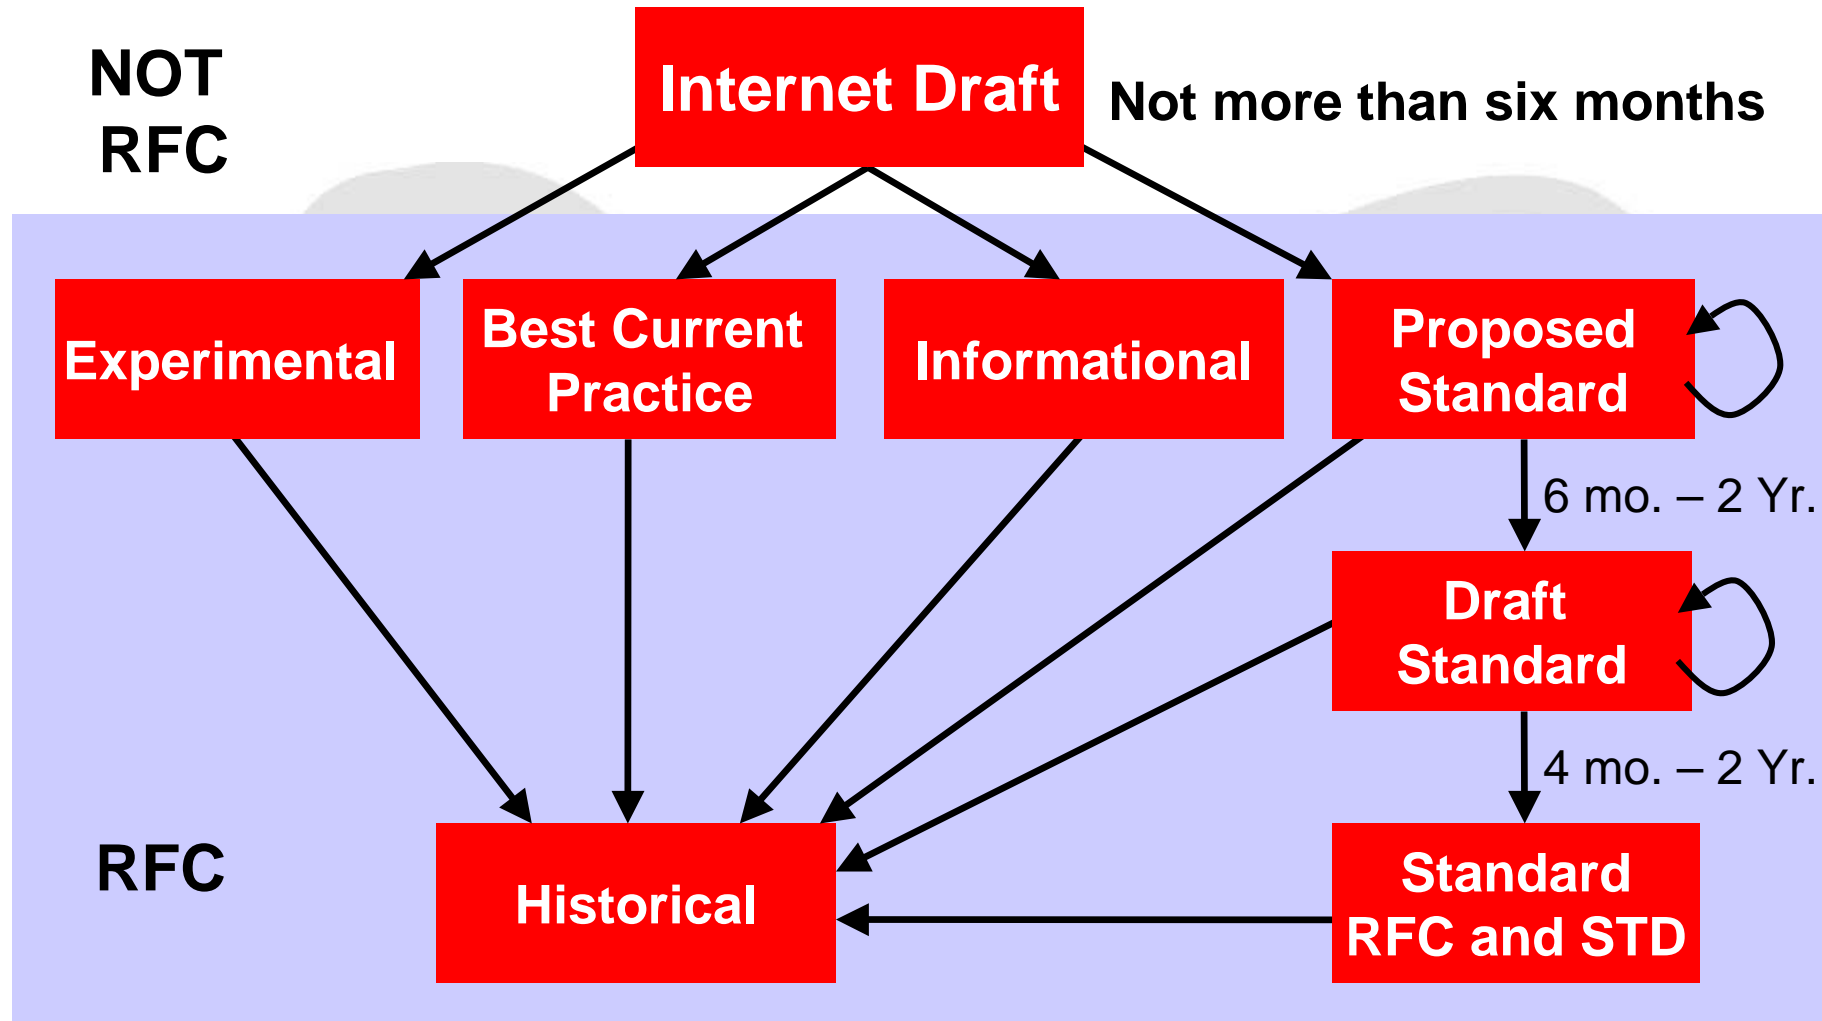 NOT
RFC
Internet Draft
Not more than six months
Experimental
Best Current
Practice
Informational
Proposed
Standard
6 mo. – 2 Yr.
Draft
Standard
4 mo. – 2 Yr.
RFC
Historical
Standard
RFC and STD